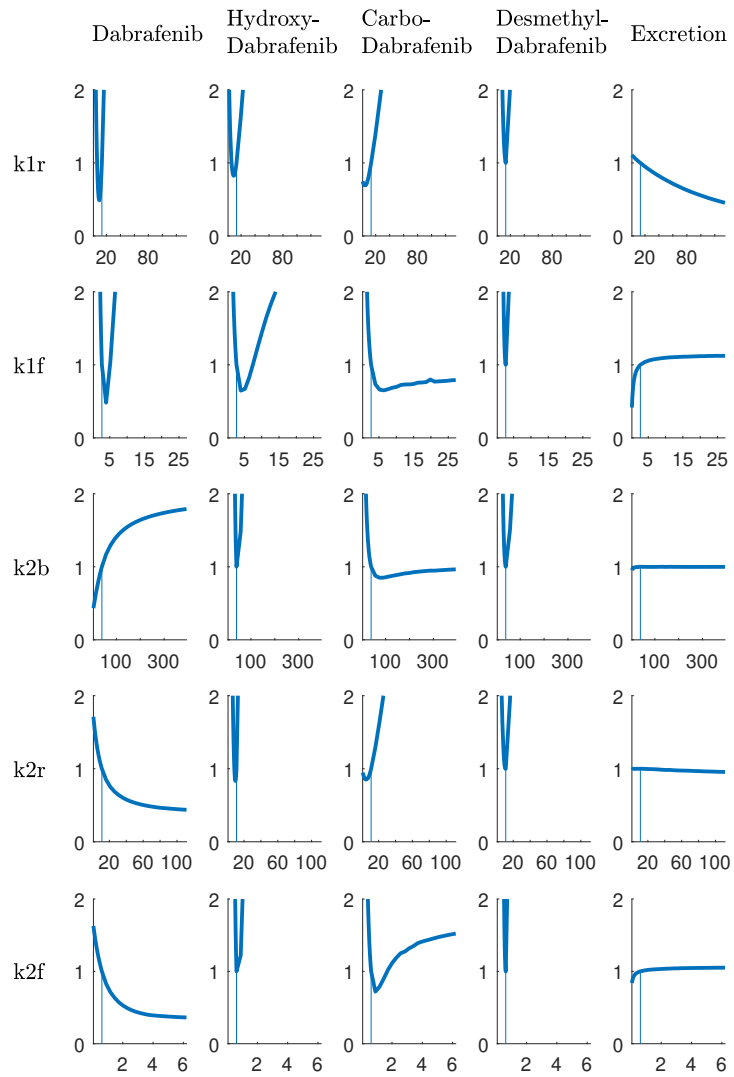 Dabrafenib Hydroxy-Dabrafenib Carbo-Dabrafenib Desmethyl-Dabrafenib Excretion
k1r
2 2 2 2 2
1 1 1 1 1
0 0 0 0 0
20 80 20 80 20 80 20 80 20 80
k1f
2 2 2 2 2
1 1 1 1 1
0 0 0 0 0
5 15 25 5 15 25 5 15 25 5 15 25 5 15 25
k2b
2 2 2 2 2
1 1 1 1 1
0 0 0 0 0
100 300 100 300 100 300 100 300 100 300
k2r
2 2 2 2 2
1 1 1 1 1
0 0 0 0 0
20 60 100 20 60 100 20 60 100 20 60 100 20 60 100
k2f
2 2 2 2 2
1 1 1 1 1
0 0 0 0 0
2 4 6 2 4 6 2 4 6 2 4 6 2 4 6